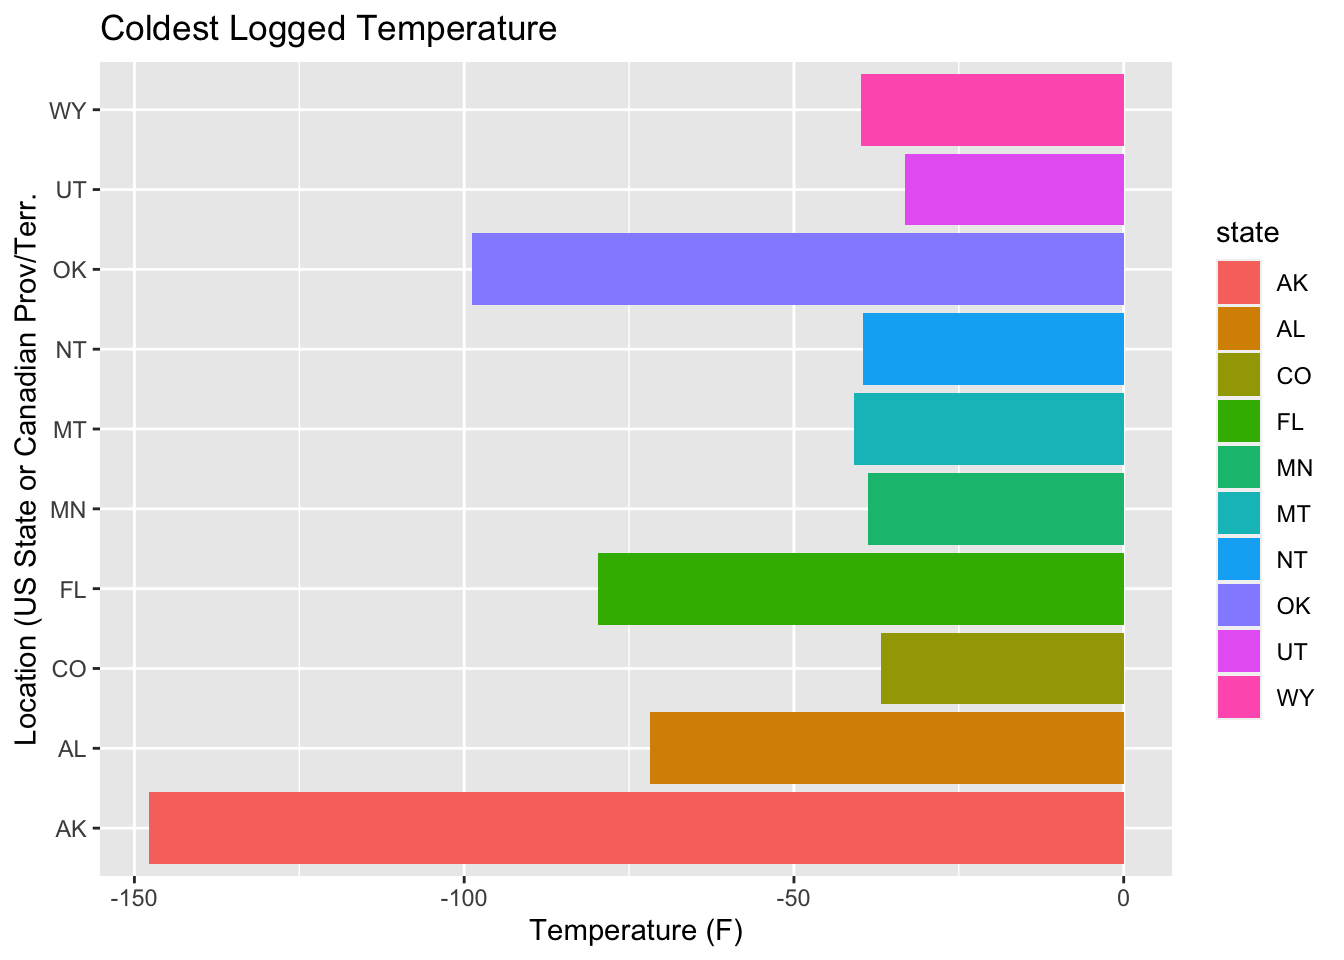 Coldest Logged Temperature
Location (US State or Canadian Prov/Terr.
WY
UT
OK
NT
MT
MN
FL
CO
AL
AK
-150
-100
-50
0
Temperature (F)
state
AK
AL
CO
FL
MN
MT
NT
OK
UT
WY